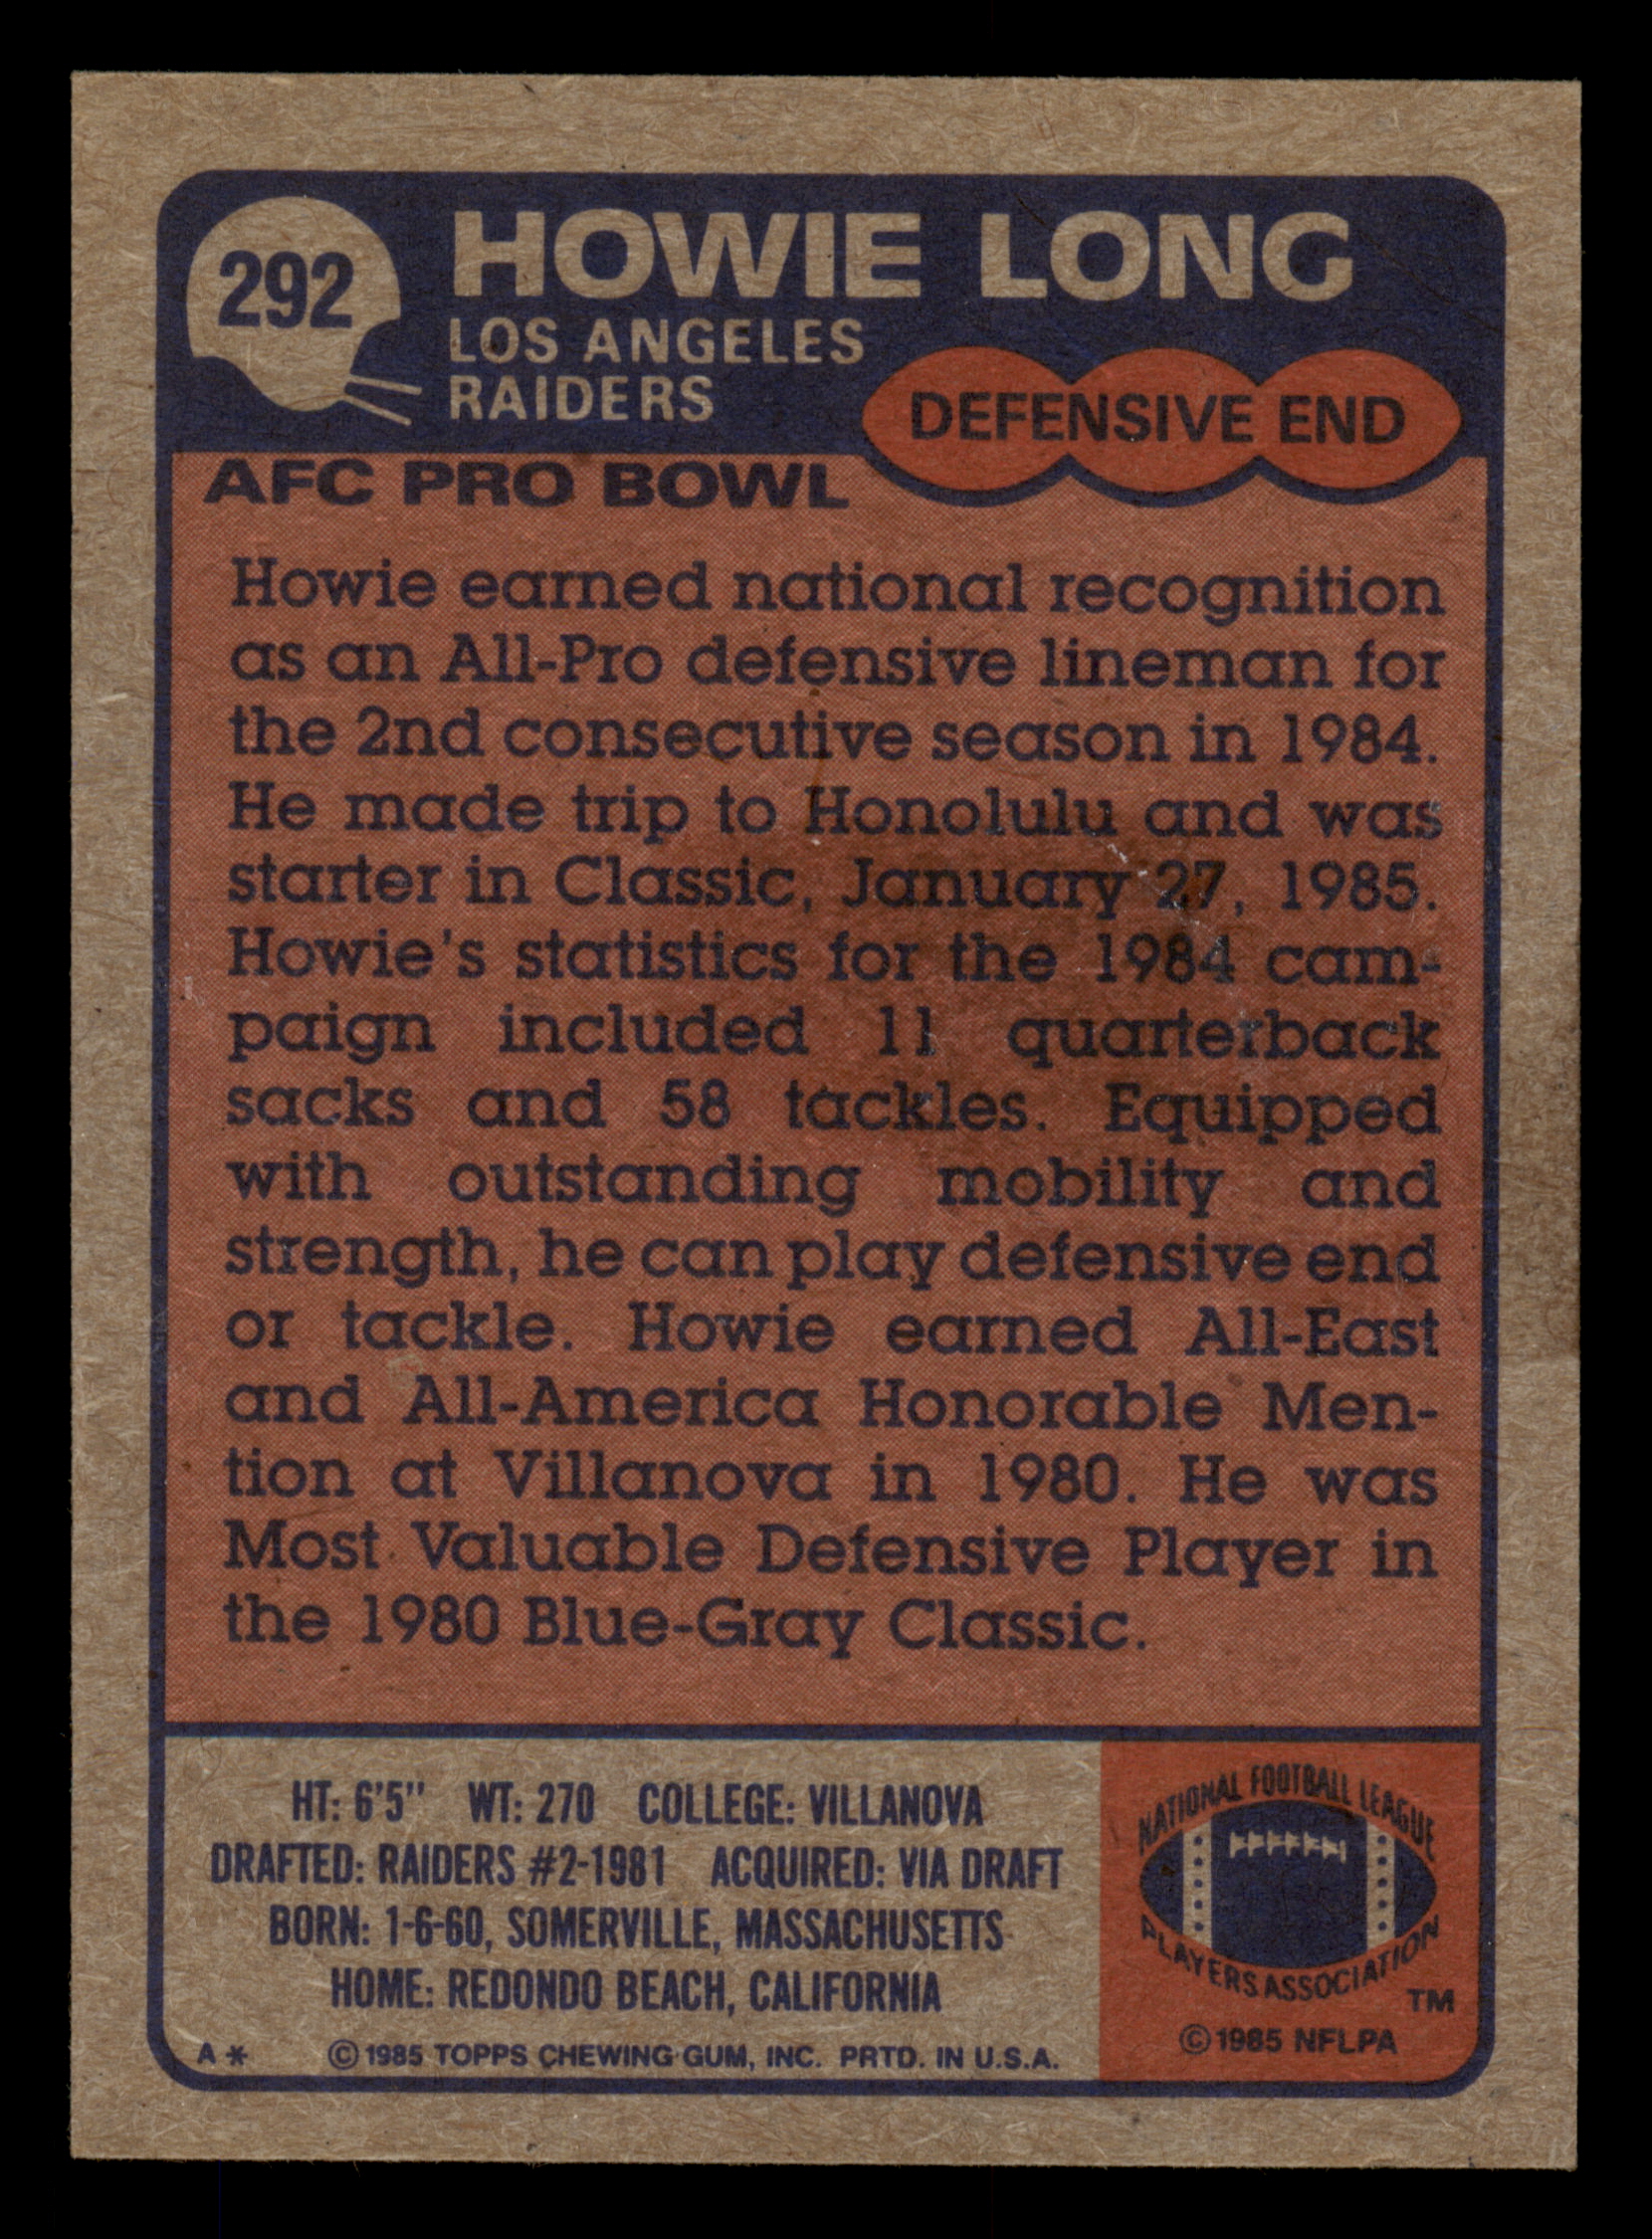 292
HOWIE LONG
LOS ANGELES
RAIDERS
DEFENSIVE END
AFC PRO BOWL
Howie earned national recognition
as an All-Pro defensive lineman for
the 2nd consecutive season in 1984.
He made trip to Honolulu and was
starter in Classic, January 27, 1985.
Howie's statistics for the 1984 cam-
paign included 11 quarterback
sacks and 58 tackles. Equipped
with outstanding mobility and
strength, he can play defensive end
or tackle. Howie earned All-East
and All-America Honorable Men-
tion at Villanova in 1980. He was
Most Valuable Defensive Player in
the 1980 Blue-Gray Classic.
HT: 6'5" WT: 270 COLLEGE: VILLANOVA
DRAFTED: RAIDERS #2-1981 ACQUIRED: VIA DRAFT
BORN: 1-6-60, SOMERVILLE, MASSACHUSETTS
HOME: REDONDO BEACH, CALIFORNIA
A* ©1985 TOPPS CHEWING GUM, INC. PRTD. IN U.S.A.
NATIONAL FOOTBALL LEAGUE
PLAYERS ASSOCIATION
TM
©1985 NFLPA